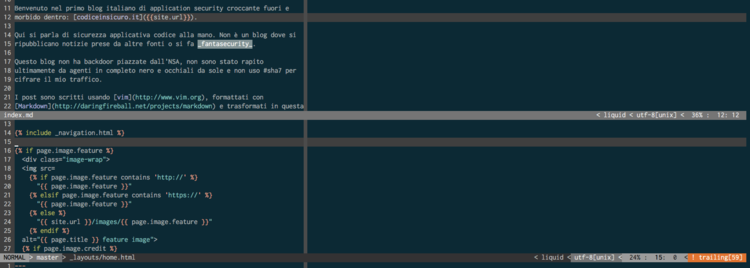 11 Benvenuto nel primo blog italiano di application security croccante fuori e
12 morbido dentro: [codiceinsicuro.it]({{site.url}}).
13
14 Qui si parla di sicurezza applicativa codice alla mano. Non è un blog dove si
15 ripubblicano notizie prese da altre fonti o si fa _fantasecurity_.
16
17 Questo blog non ha backdoor piazzate dall'NSA, non sono stato rapito
18 ultimamente da agenti in completo nero e occhiali da sole e non uso #sha7 per
19 cifrare il mio traffico.
20
21 I post sono scritti usando [vim](http://www.vim.org), formattati con
22 [Markdown](http://daringfireball.net/projects/markdown) e trasformati in questa
index.md < liquid < utf-8[unix] < 36% : 12: 12
13
14 {% include _navigation.html %}
15
16 {% if page.image.feature %}
17 <div class="image-wrap">
18 <img src=
19 {% if page.image.feature contains 'http://' %}
20 "{{ page.image.feature }}"
21 {% elsif page.image.feature contains 'https://' %}
22 "{{ page.image.feature }}"
23 {% else %}
24 "{{ site.url }}/images/{{ page.image.feature }}"
25 {% endif %}
26 alt="{{ page.title }} feature image">
27 {% if page.image.credit %}
NORMAL > master > _layouts/home.html < liquid < utf-8[unix] < 24% : 15: 0 < ! trailing[59]
1 ---